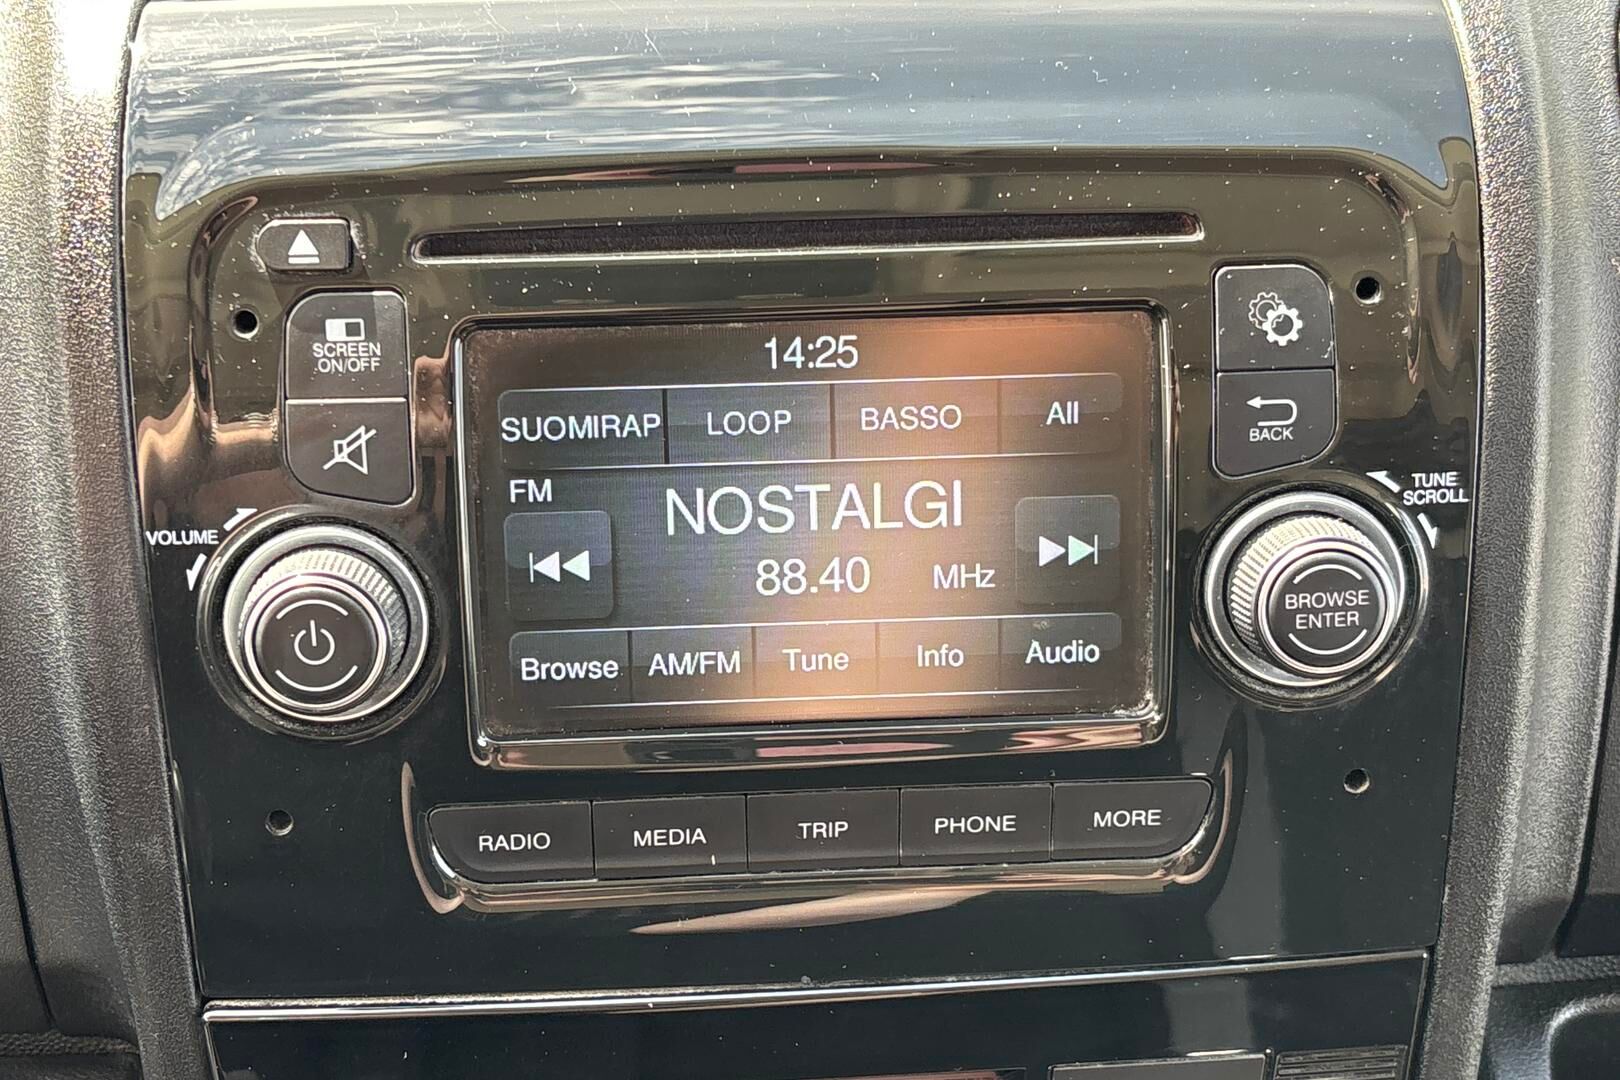 SCREEN
ON/OFF
14:25
SUOMIRAP LOOP BASSO All
FM
NOSTALGI
88.40 MHz
Browse AM/FM Tune Info Audio
BACK
VOLUME
TUNE
SCROLL
BROWSE
ENTER
RADIO MEDIA TRIP PHONE MORE